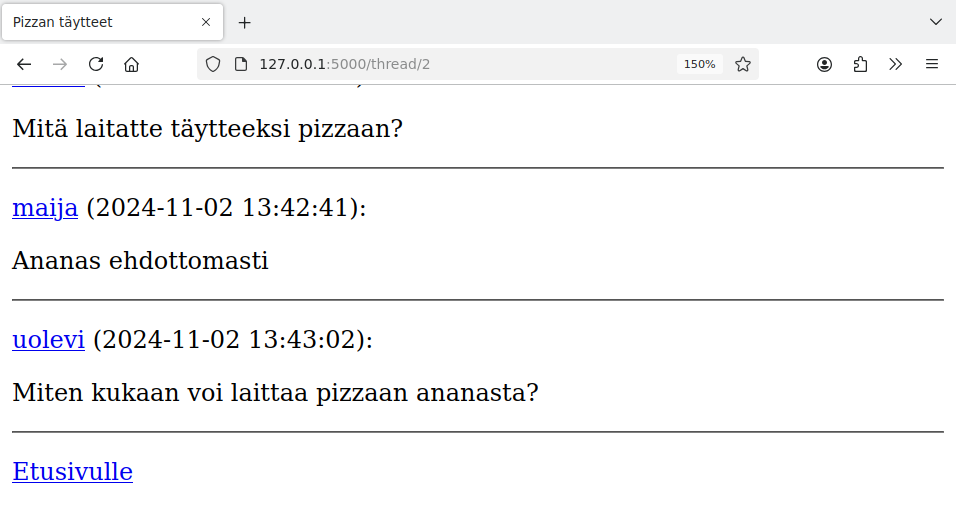 Pizzan täytteet
127.0.0.1:5000/thread/2
150%
Mitä laitatte täytteeksi pizzaan?
maija (2024-11-02 13:42:41):
Ananas ehdottomasti
uolevi (2024-11-02 13:43:02):
Miten kukaan voi laittaa pizzaan ananasta?
Etusivulle